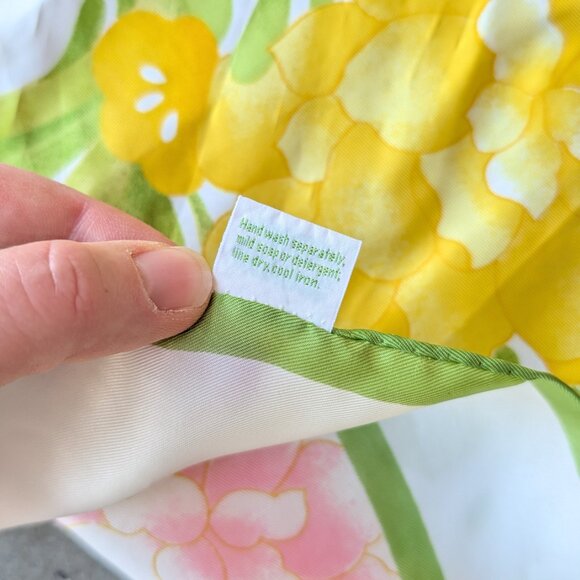 Hand wash separately,
mild soap or detergent;
line dry, cool iron.